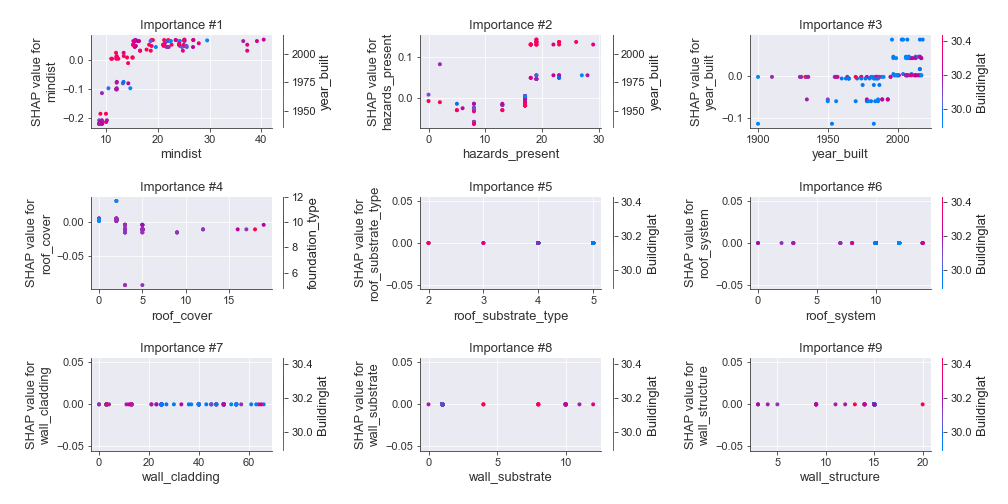 Importance #1
SHAP value for
mindist
0.0
−0.1
−0.2
10
20
30
40
mindist
2000
1975
1950
year_built
Importance #2
SHAP value for
hazards_present
0.1
0.0
0
10
20
30
hazards_present
2000
1975
1950
year_built
Importance #3
SHAP value for
year_built
0.0
−0.1
1900
1950
2000
year_built
30.4
30.2
30.0
Buildinglat
Importance #4
SHAP value for
roof_cover
0.00
−0.05
0
5
10
15
roof_cover
12
10
8
6
foundation_type
Importance #5
SHAP value for
roof_substrate_type
0.05
0.00
−0.05
2
3
4
5
roof_substrate_type
30.4
30.2
30.0
Buildinglat
Importance #6
SHAP value for
roof_system
0.05
0.00
−0.05
0
5
10
roof_system
30.4
30.2
30.0
Buildinglat
Importance #7
SHAP value for
wall_cladding
0.05
0.00
−0.05
0
20
40
60
wall_cladding
30.4
30.2
30.0
Buildinglat
Importance #8
SHAP value for
wall_substrate
0.05
0.00
−0.05
0
5
10
wall_substrate
30.4
30.2
30.0
Buildinglat
Importance #9
SHAP value for
wall_structure
0.05
0.00
−0.05
5
10
15
20
wall_structure
30.4
30.2
30.0
Buildinglat